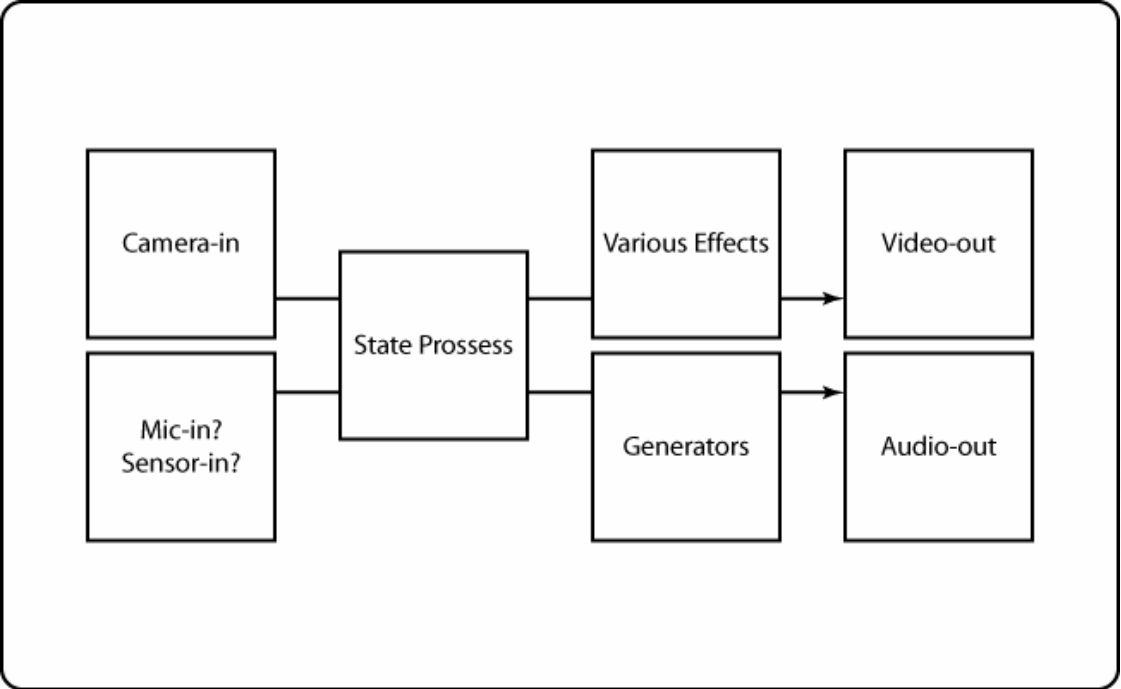 Camera-in
Various Effects
Video-out
State Prossess
Mic-in?
Sensor-in?
Generators
Audio-out